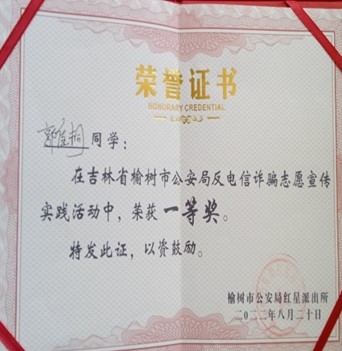 荣誉证书
HONORARY CREDENTIAL
同学：
在吉林省榆树市公安局反电信诈骗志愿宣传
实践活动中，荣获一等奖。
特发此证，以资鼓励。
榆树市公安局红星派出所
二〇二二年八月二十日